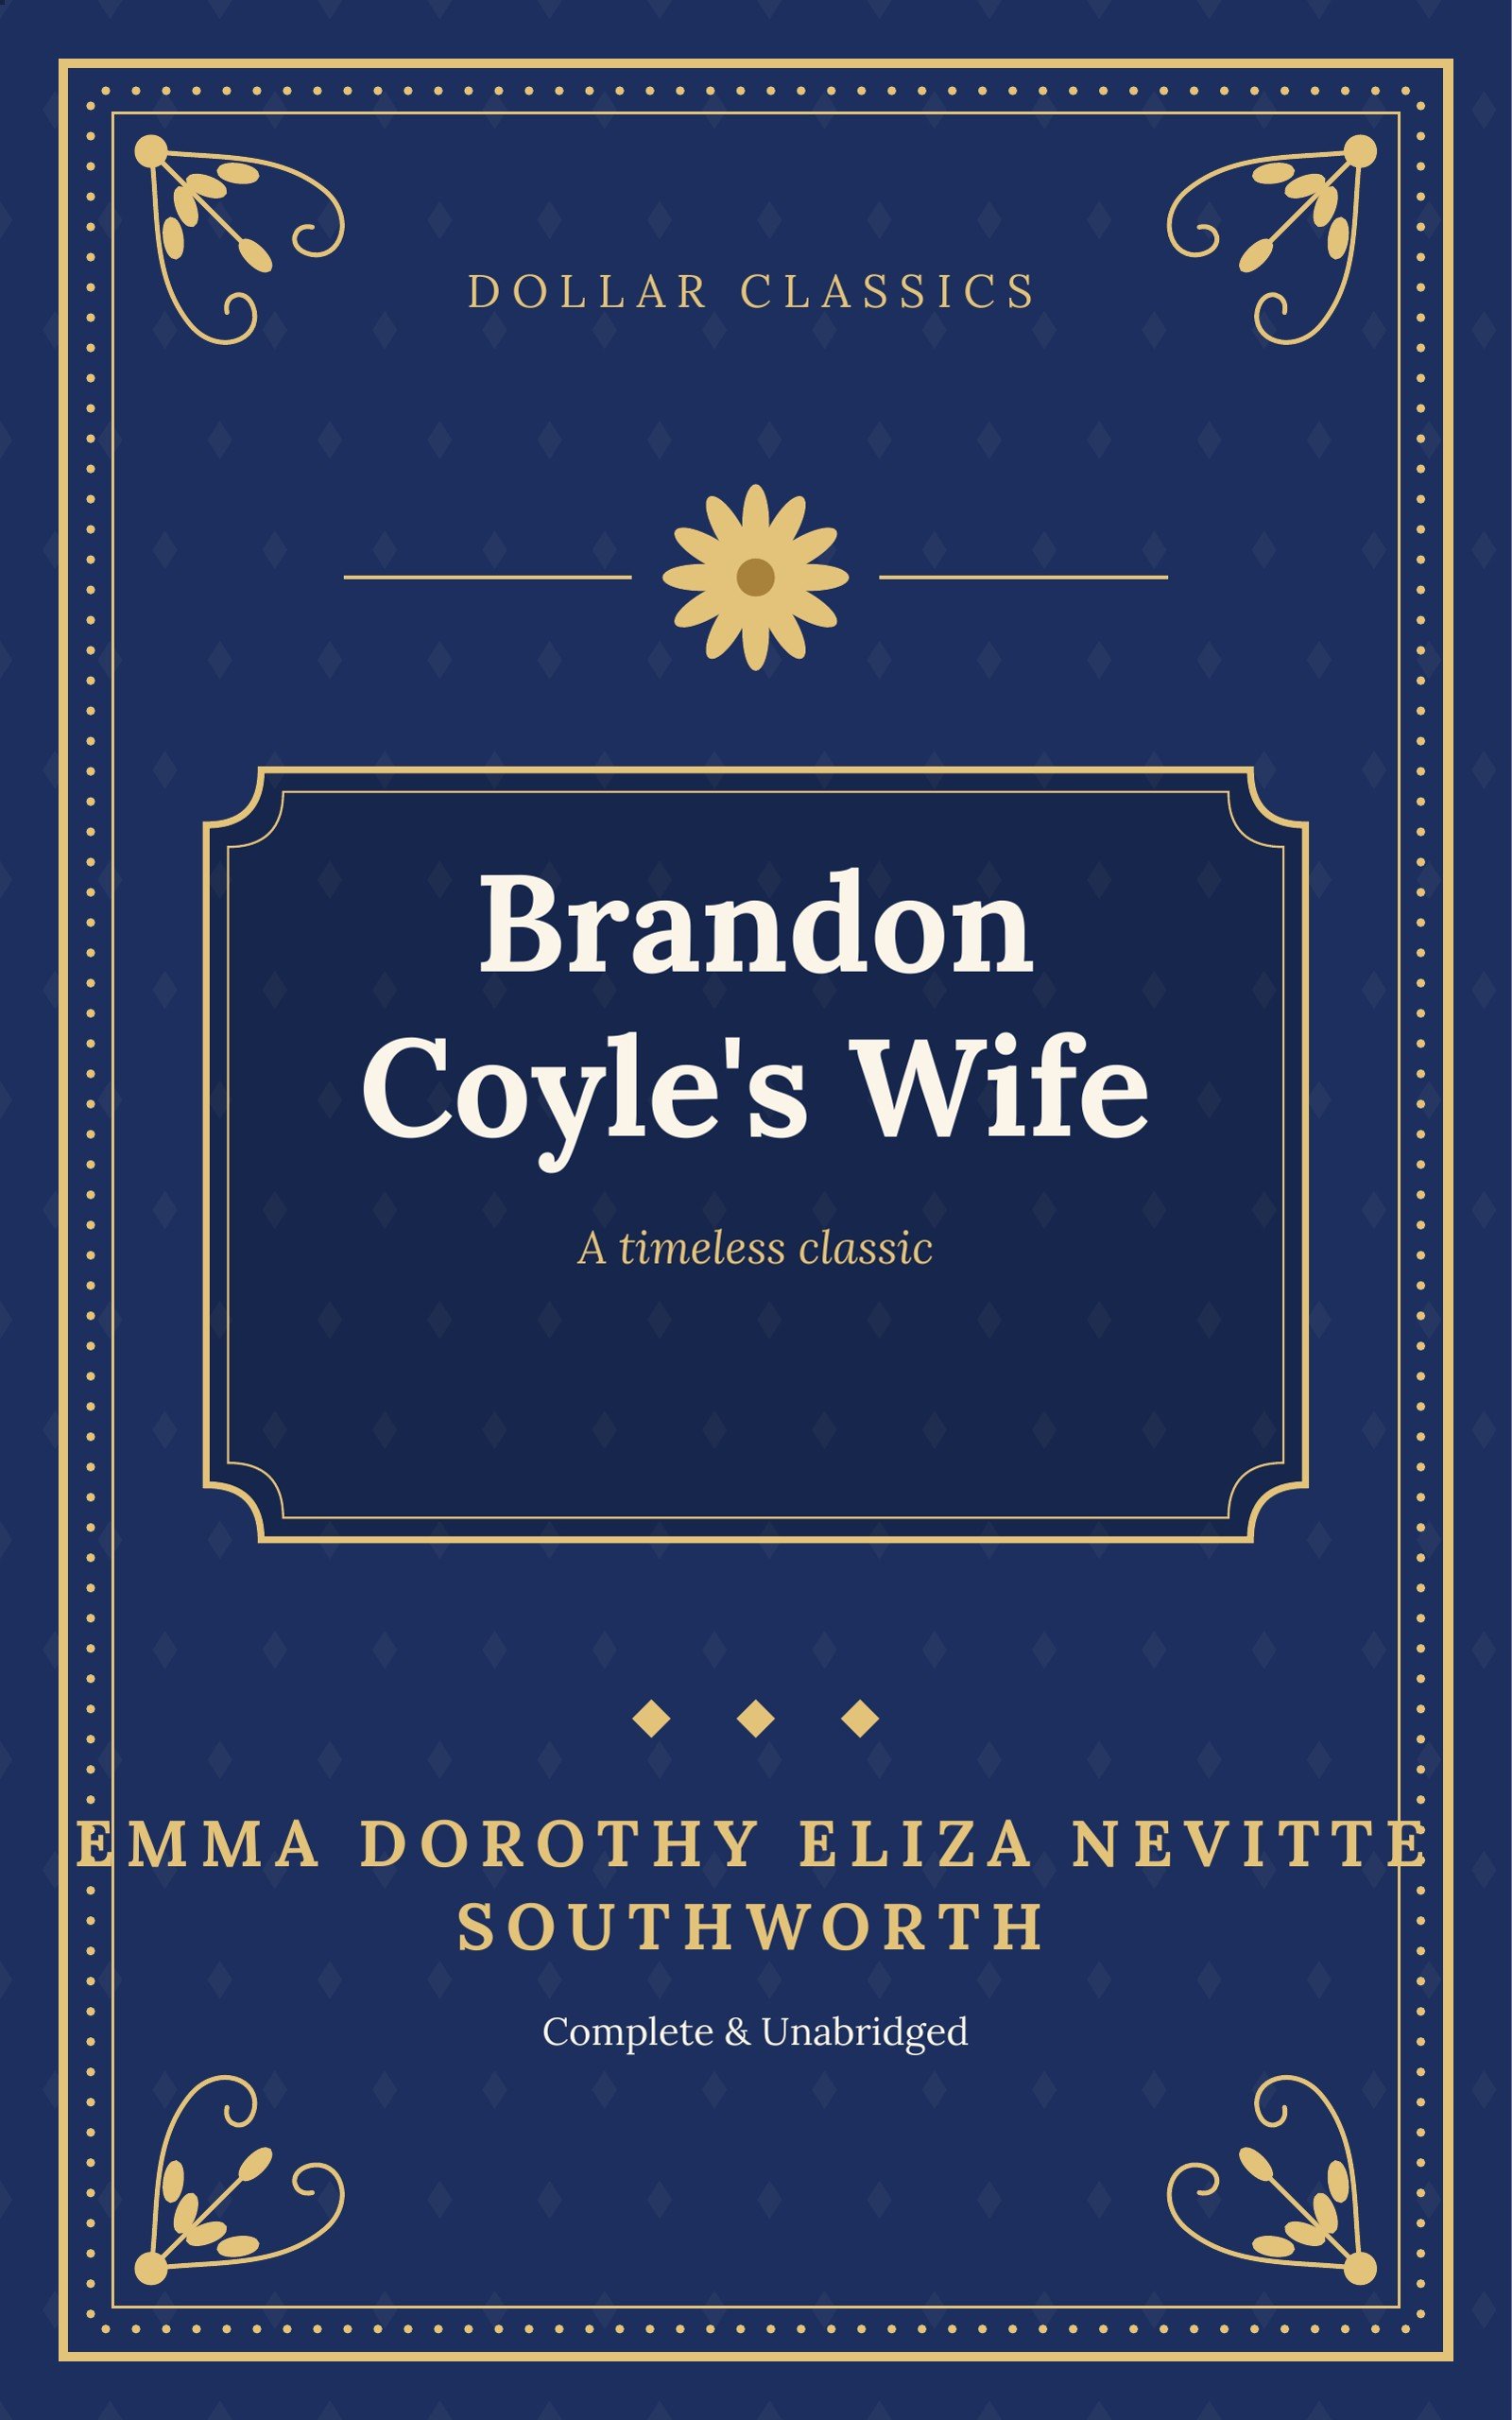 DOLLAR CLASSICS
Brandon
Coyle's Wife
A timeless classic
EMMA DOROTHY ELIZA NEVITTE
SOUTHWORTH
Complete & Unabridged